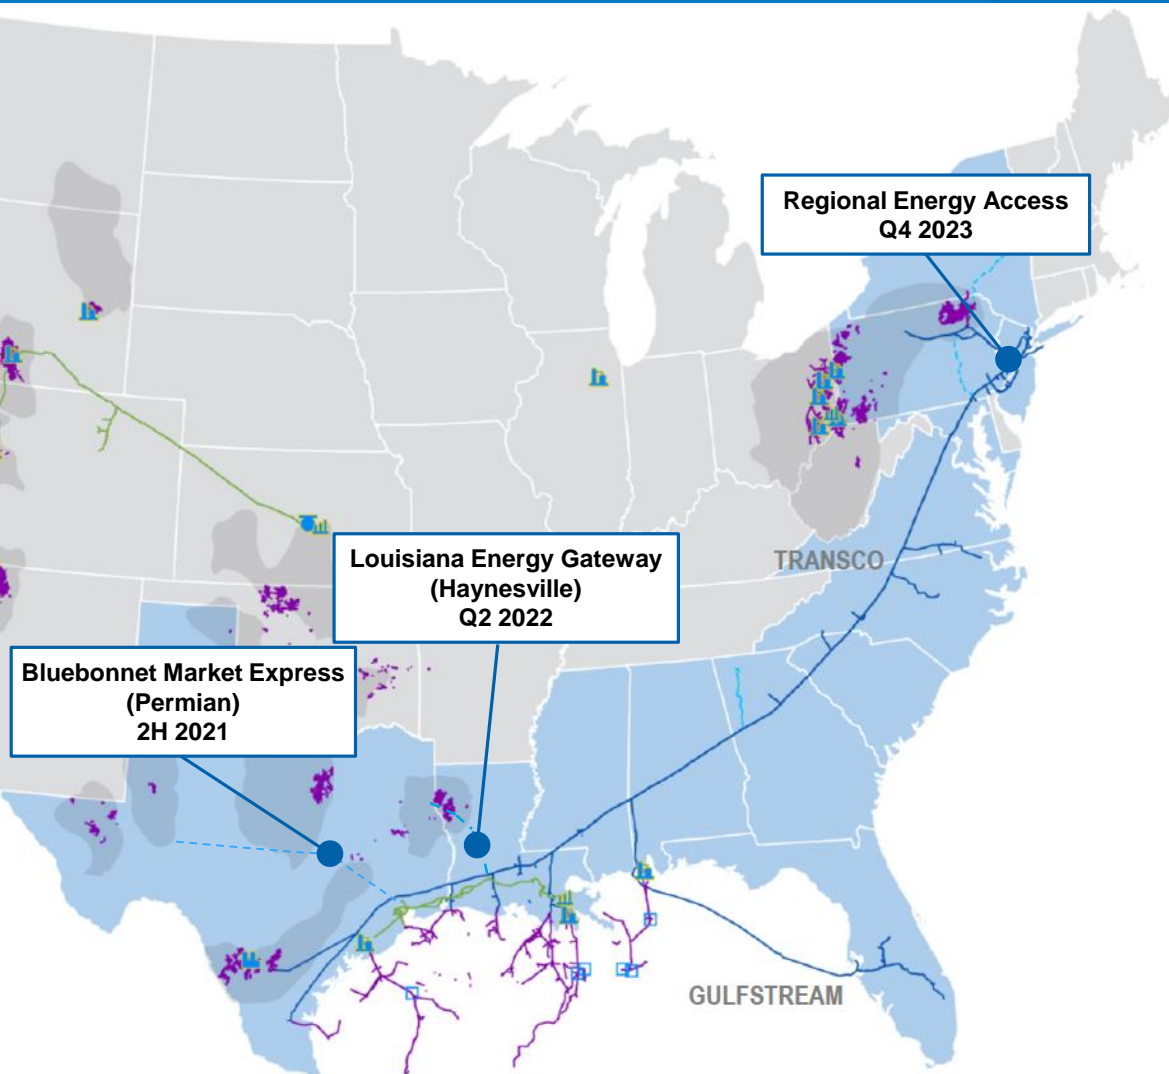 Regional Energy Access
Q4 2023
Louisiana Energy Gateway
(Haynesville)
Q2 2022
TRANSCO
Bluebonnet Market Express
(Permian)
2H 2021
GULFSTREAM